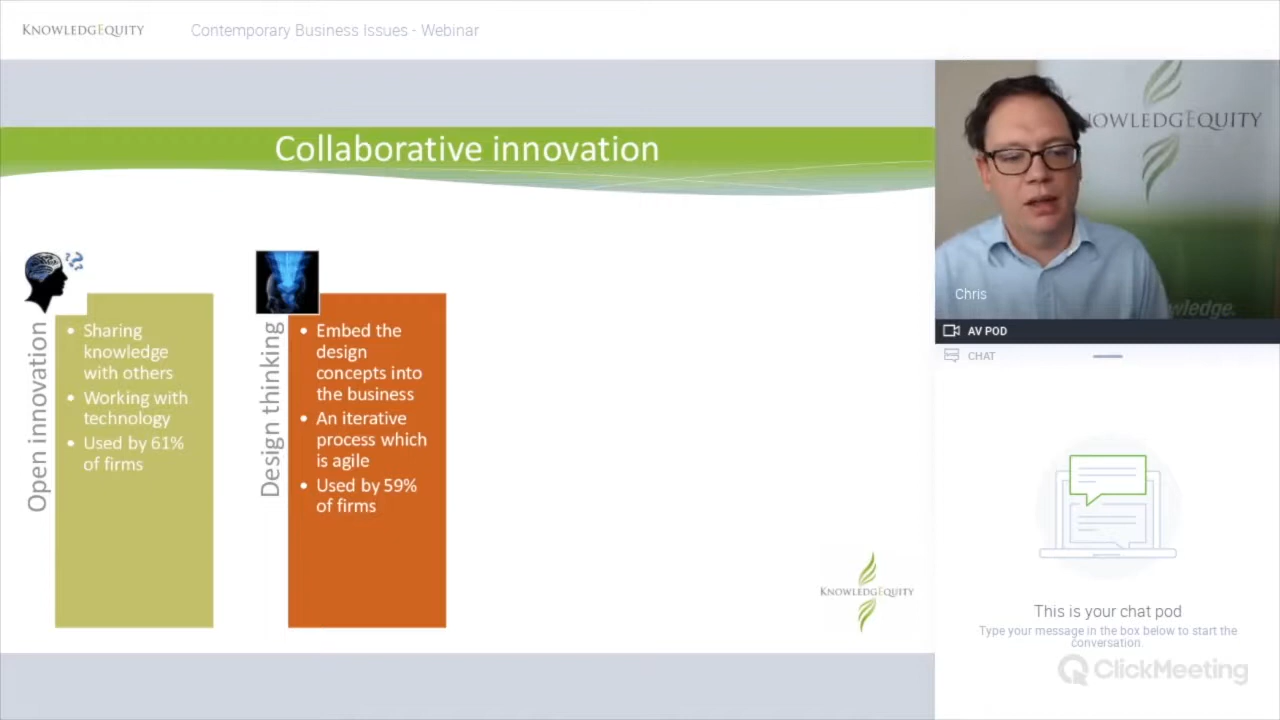 KNOWLEDGEQUITY
Contemporary Business Issues - Webinar
Collaborative innovation
Open innovation
• Sharing
knowledge
with others
• Working with
technology
• Used by 61%
of firms
Design thinking
• Embed the
design
concepts into
the business
• An iterative
process which
is agile
• Used by 59%
of firms
KNOWLEDGEQUITY
KNOWLEDGEQUITY
wledge.
Chris
AV POD
CHAT
This is your chat pod
Type your message in the box below to start the
conversation.
ClickMeeting